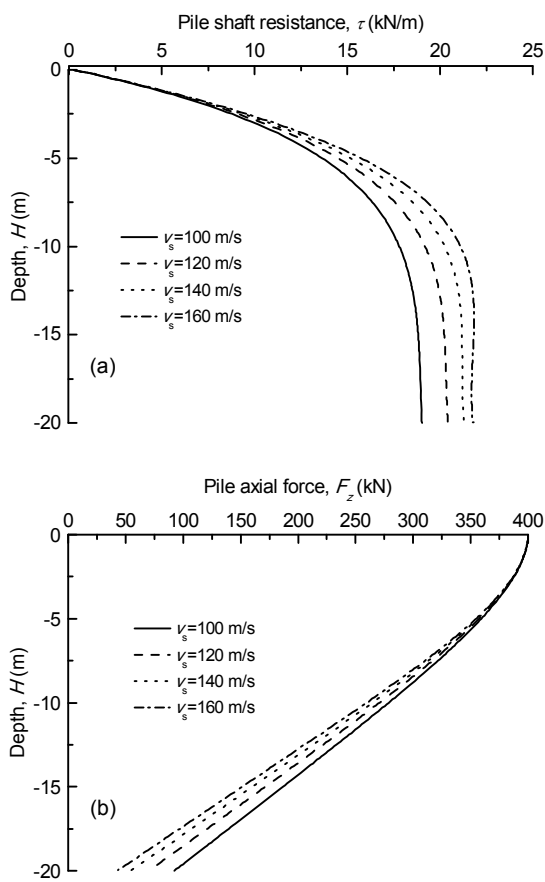 Pile shaft resistance, τ (kN/m)
0 5 10 15 20 25
0
-5
-10
-15
-20
Depth, H (m)
vs=100 m/s
vs=120 m/s
vs=140 m/s
vs=160 m/s
(a)
Pile axial force, Fz (kN)
0 50 100 150 200 250 300 350 400
0
-5
-10
-15
-20
Depth, H (m)
vs=100 m/s
vs=120 m/s
vs=140 m/s
vs=160 m/s
(b)